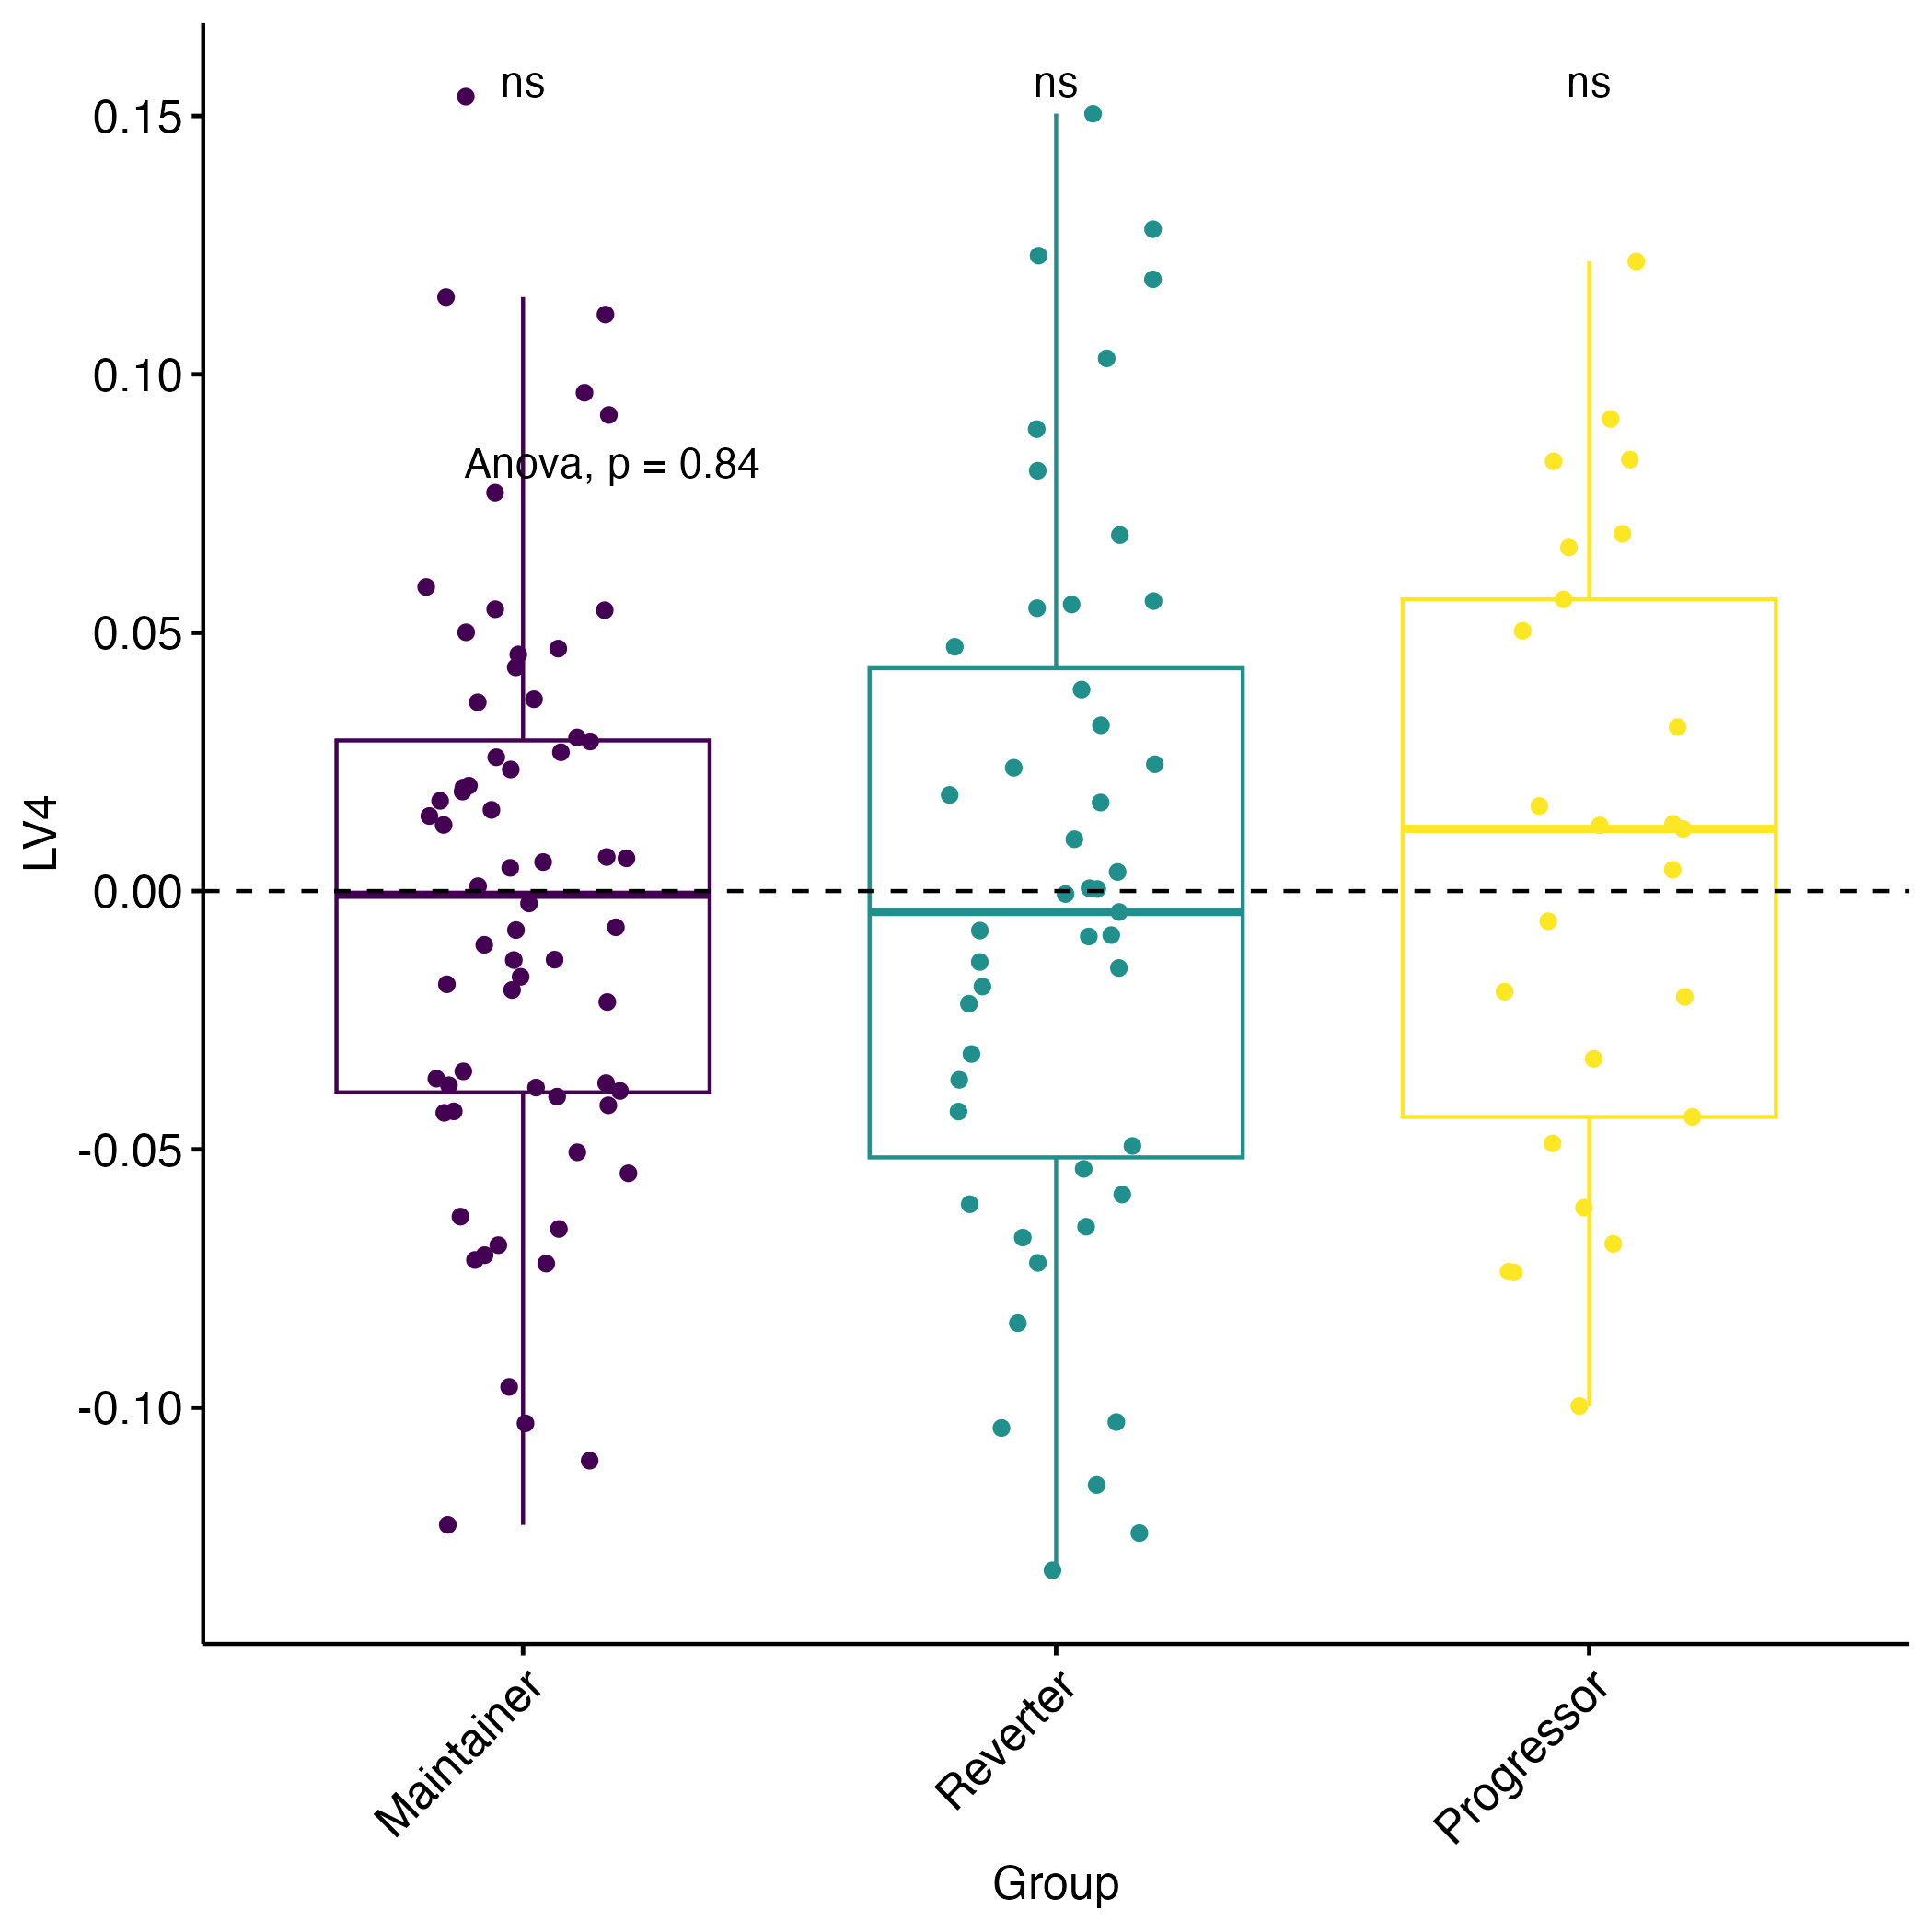 ns ns ns
0.15
0.10
Anova, p = 0.84
0.05
LV4
0.00
-0.05
-0.10
Maintainer Reverter Progressor
Group